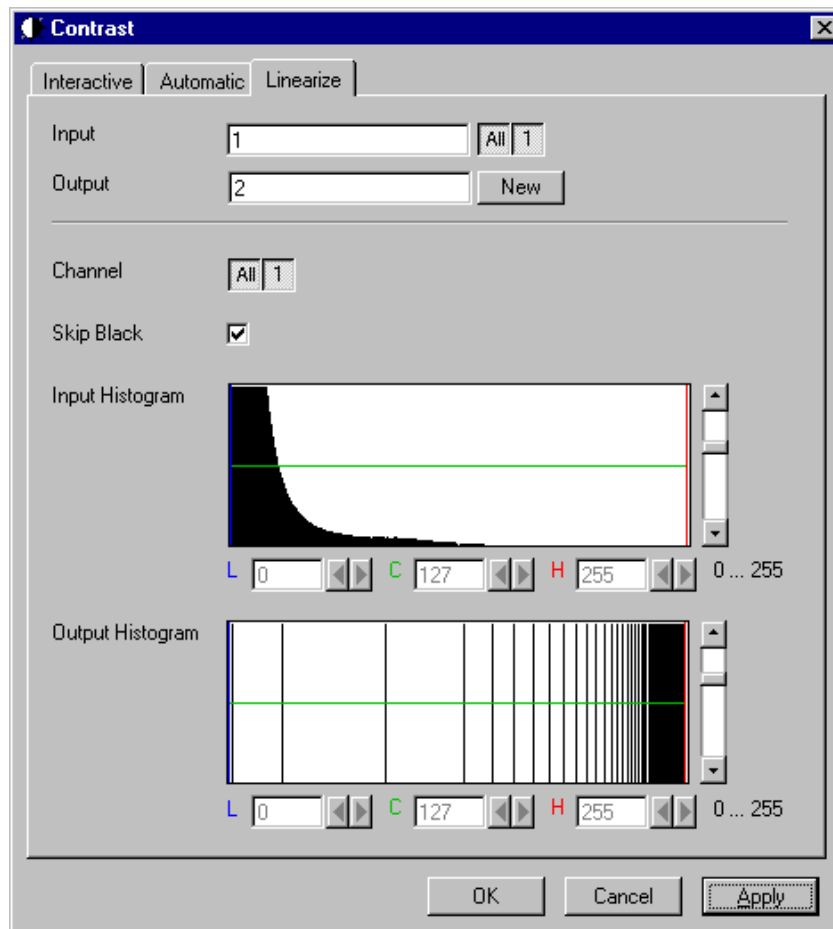 Contrast
Interactive Automatic Linearize
Input 1 All 1
Output 2 New
Channel All 1
Skip Black
Input Histogram
L 0 C 127 H 255 0 ... 255
Output Histogram
L 0 C 127 H 255 0 ... 255
OK Cancel Apply